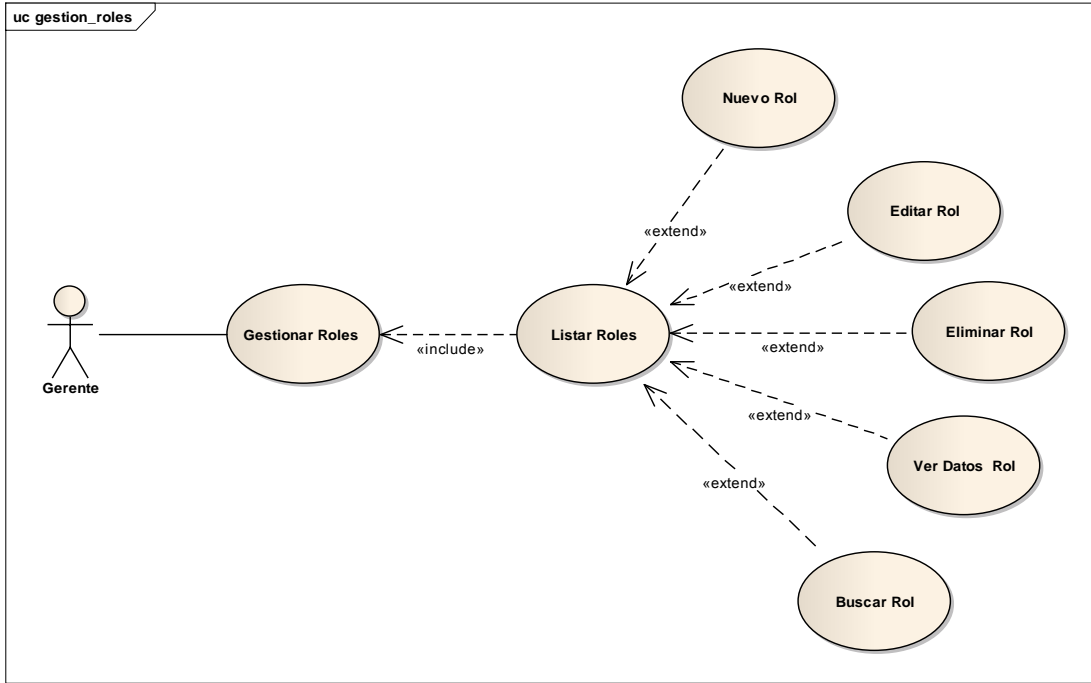 uc gestion_roles
Nuevo Rol
Editar Rol
«extend»
«extend»
Gestionar Roles
Listar Roles
Eliminar Rol
«include»
«extend»
Gerente
«extend»
Ver Datos Rol
«extend»
Buscar Rol